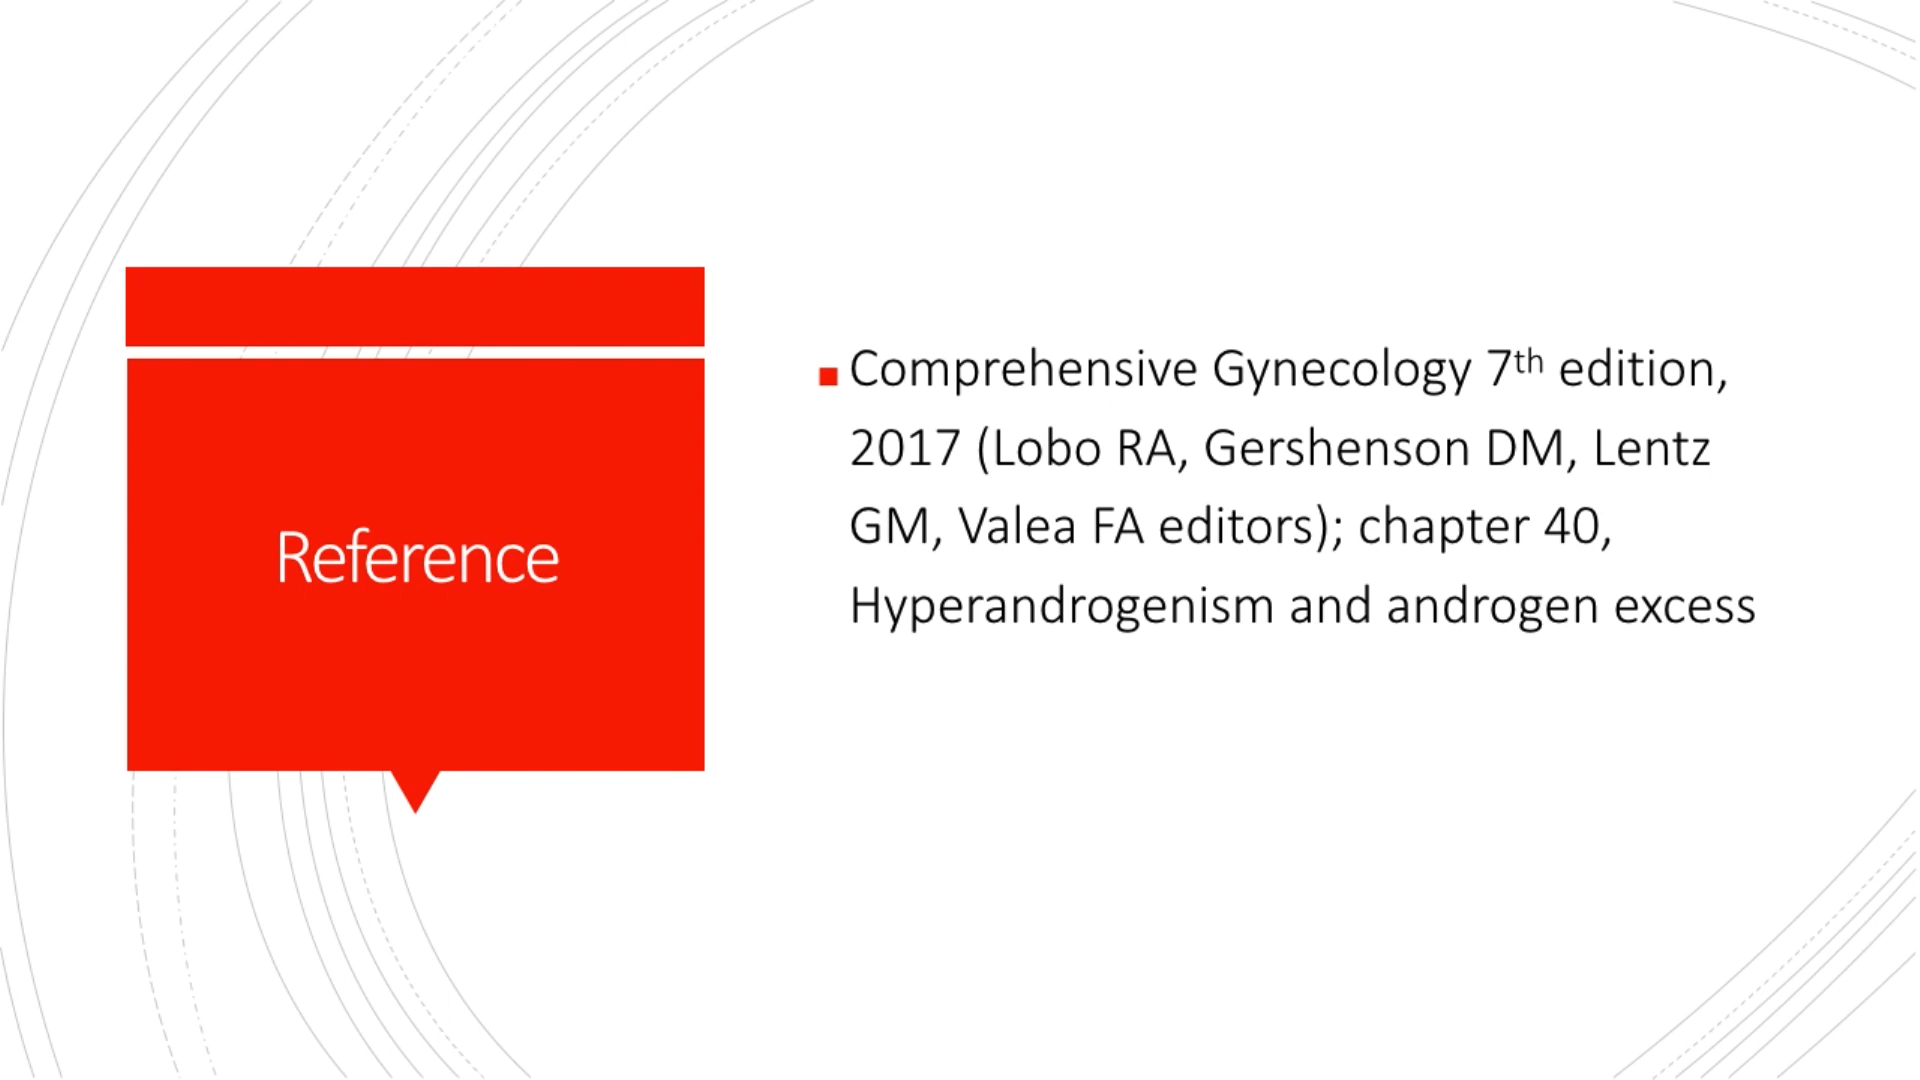 Reference
Comprehensive Gynecology 7th edition,
2017 (Lobo RA, Gershenson DM, Lentz
GM, Valea FA editors); chapter 40,
Hyperandrogenism and androgen excess